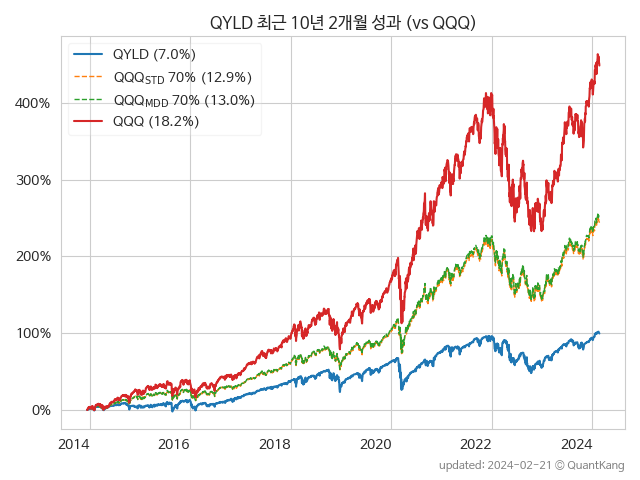 QYLD 최근 10년 2개월 성과 (vs QQQ)
QYLD (7.0%)
QQQSTD 70% (12.9%)
QQQMDD 70% (13.0%)
QQQ (18.2%)
400%
300%
200%
100%
0%
2014 2016 2018 2020 2022 2024
updated: 2024-02-21 © QuantKang